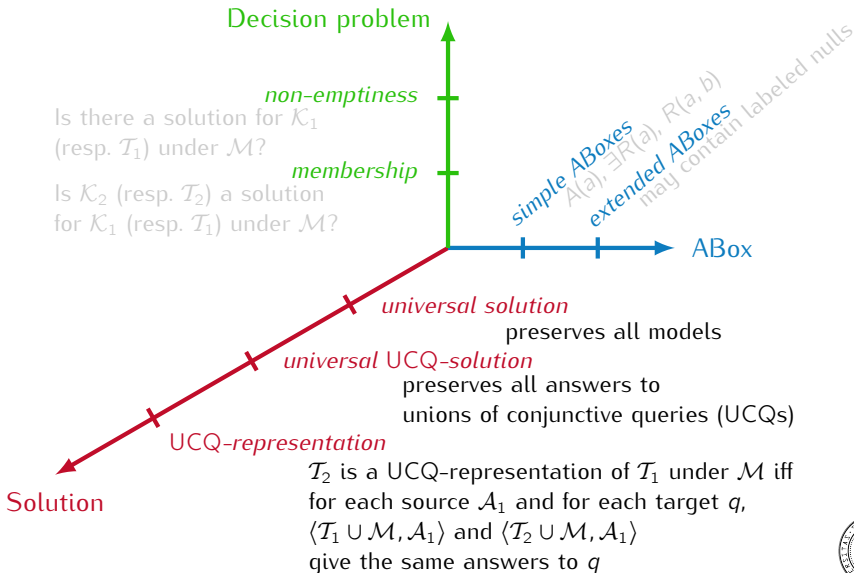 Decision problem
non-emptiness
Is there a solution for 𝒦₁
(resp. 𝒯₁) under ℳ?
membership
Is 𝒦₂ (resp. 𝒯₂) a solution
for 𝒦₁ (resp. 𝒯₁) under ℳ?
simple ABoxes
A(a), ∃R(a), R(a, b)
extended ABoxes
may contain labeled nulls
ABox
universal solution
preserves all models
universal UCQ-solution
preserves all answers to
unions of conjunctive queries (UCQs)
UCQ-representation
Solution
𝒯₂ is a UCQ-representation of 𝒯₁ under ℳ iff
for each source 𝒜₁ and for each target q,
⟨𝒯₁ ∪ ℳ, 𝒜₁⟩ and ⟨𝒯₂ ∪ ℳ, 𝒜₁⟩
give the same answers to q